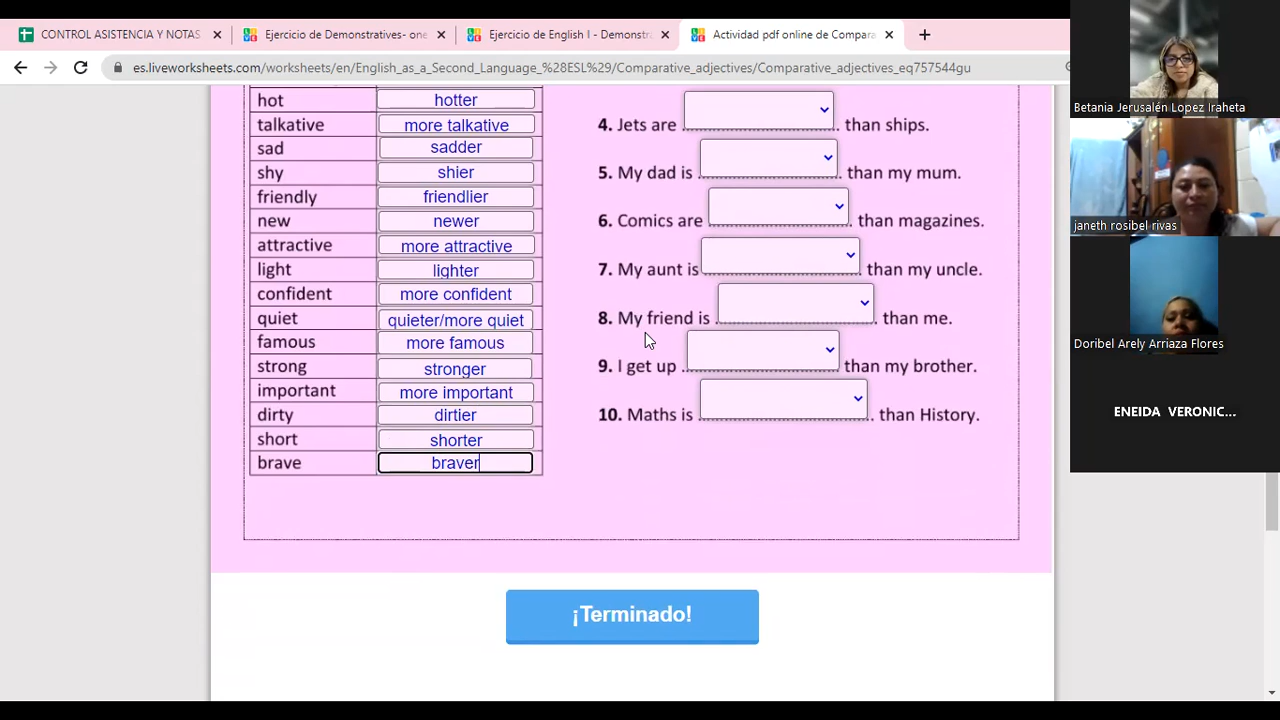 CONTROL ASISTENCIA Y NOTAS
Ejercicio de Demonstratives- one
Ejercicio de English I - Demonstr
Actividad pdf online de Compara
es.liveworksheets.com/worksheets/en/English_as_a_Second_Language_%28ESL%29/Comparative_adjectives/Comparative_adjectives_eq757544gu
hot hotter
talkative more talkative
sad sadder
shy shier
friendly friendlier
new newer
attractive more attractive
light lighter
confident more confident
quiet quieter/more quiet
famous more famous
strong stronger
important more important
dirty dirtier
short shorter
brave braver
4. Jets are than ships.
5. My dad is than my mum.
6. Comics are than magazines.
7. My aunt is than my uncle.
8. My friend is than me.
9. I get up than my brother.
10. Maths is than History.
¡Terminado!
Betania Jerusalén Lopez Iraheta
janeth rosibel rivas
Doribel Arely Arriaza Flores
ENEIDA VERONIC...